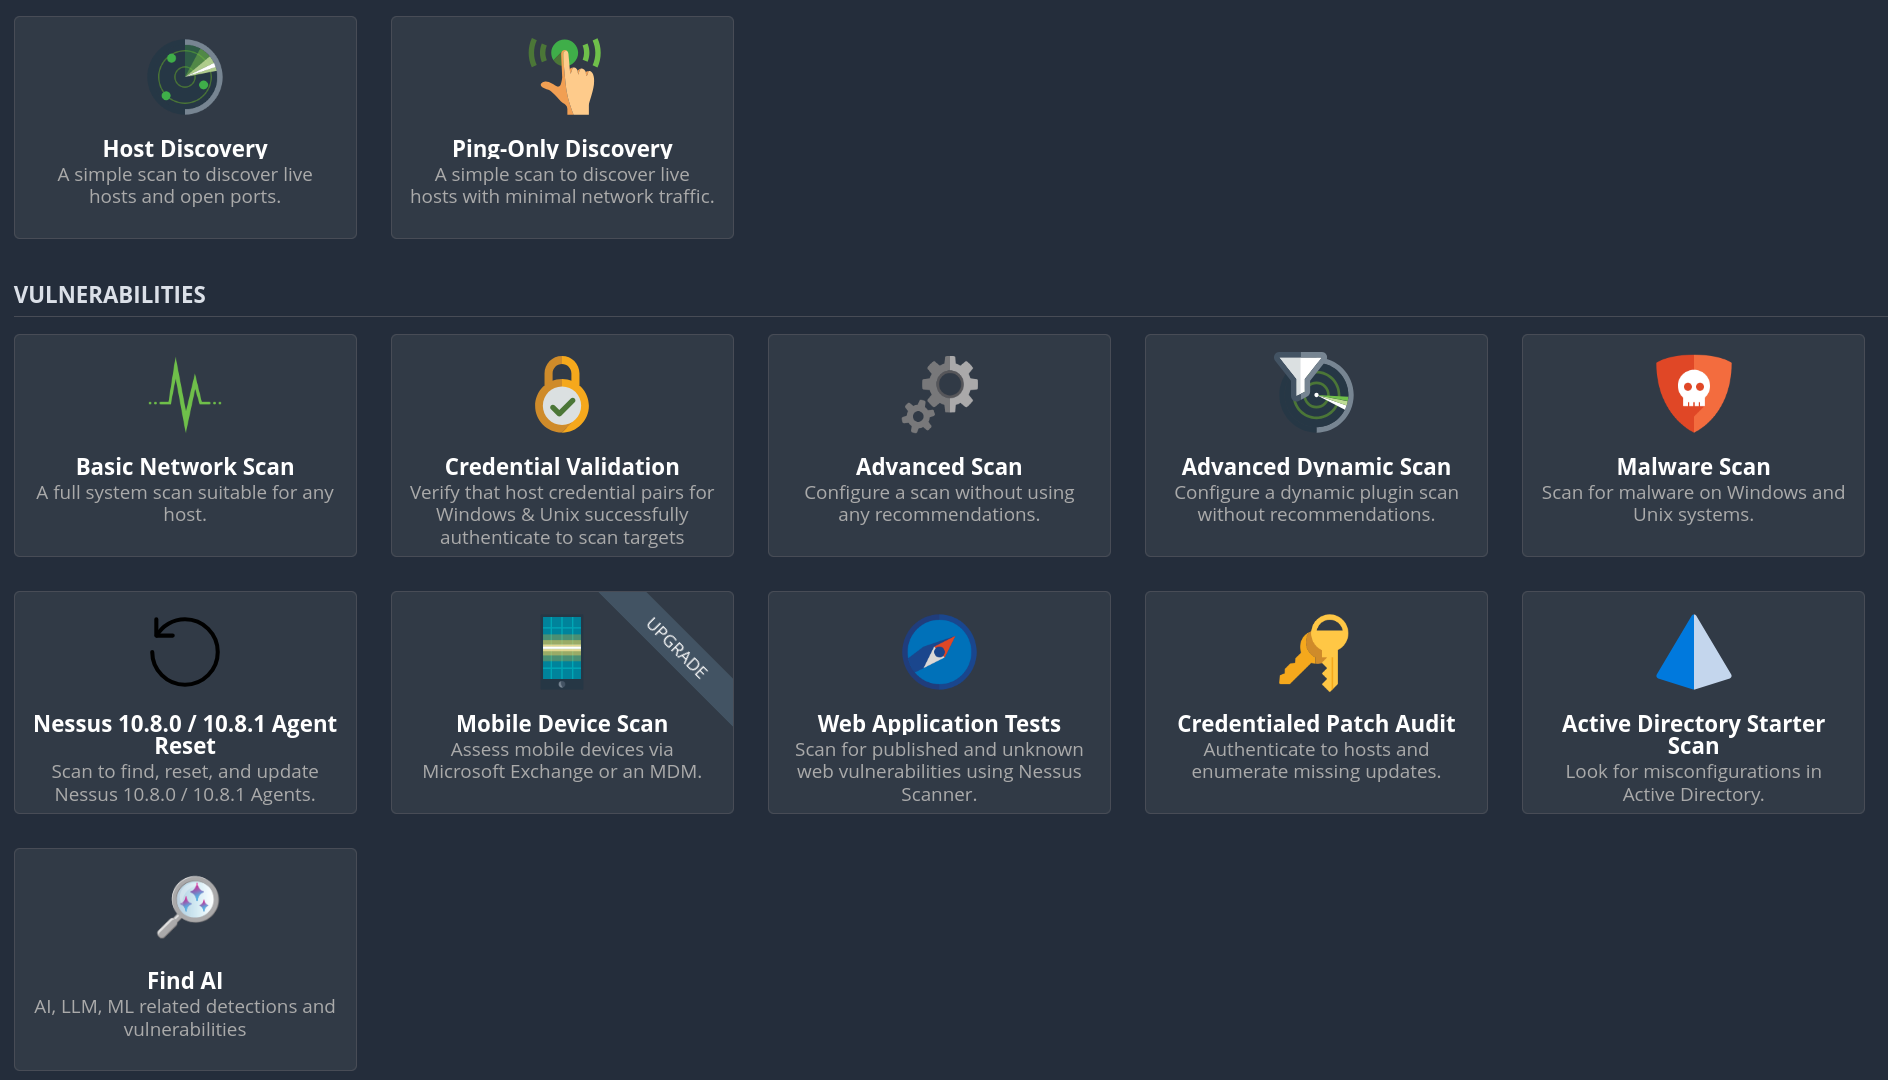 Host Discovery
A simple scan to discover live
hosts and open ports.
Ping-Only Discovery
A simple scan to discover live
hosts with minimal network traffic.
VULNERABILITIES
Basic Network Scan
A full system scan suitable for any
host.
Credential Validation
Verify that host credential pairs for
Windows & Unix successfully
authenticate to scan targets
Advanced Scan
Configure a scan without using
any recommendations.
Advanced Dynamic Scan
Configure a dynamic plugin scan
without recommendations.
Malware Scan
Scan for malware on Windows and
Unix systems.
Nessus 10.8.0 / 10.8.1 Agent
Reset
Scan to find, reset, and update
Nessus 10.8.0 / 10.8.1 Agents.
UPGRADE
Mobile Device Scan
Assess mobile devices via
Microsoft Exchange or an MDM.
Web Application Tests
Scan for published and unknown
web vulnerabilities using Nessus
Scanner.
Credentialed Patch Audit
Authenticate to hosts and
enumerate missing updates.
Active Directory Starter
Scan
Look for misconfigurations in
Active Directory.
Find AI
AI, LLM, ML related detections and
vulnerabilities